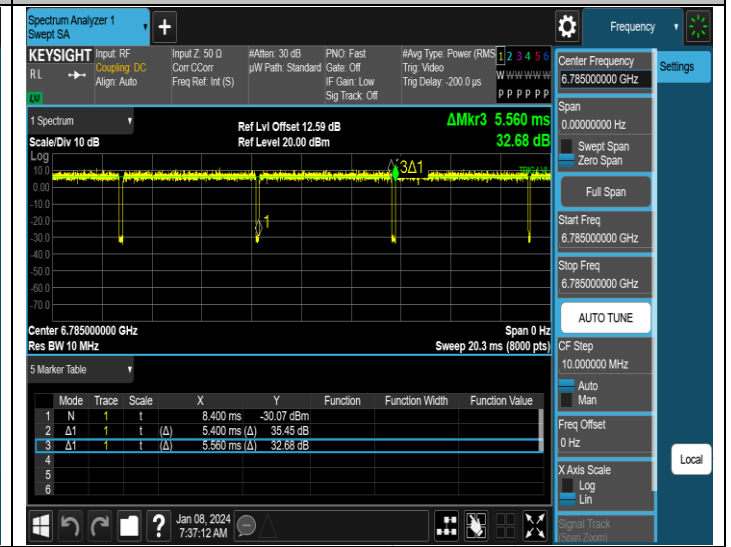 Spectrum Analyzer 1
Swept SA
Frequency
KEYSIGHT
RL
Input: RF
Coupling: DC
Align: Auto
Input Z: 50 Ω
Corr CCorr
Freq Ref: Int (S)
#Atten: 30 dB
µW Path: Standard
PNO: Fast
Gate: Off
IF Gain: Low
Sig Track: Off
#Avg Type: Power (RMS
Trig: Video
Trig Delay: -200.0 µs
1 2 3 4 5 6
W W W W W W
P P P P P P
Center Frequency
6.785000000 GHz
Settings
Span
0.00000000 Hz
Swept Span
Zero Span
Full Span
Start Freq
6.785000000 GHz
Stop Freq
6.785000000 GHz
AUTO TUNE
CF Step
10.000000 MHz
Auto
Man
Freq Offset
0 Hz
X Axis Scale
Log
Lin
Signal Track
(Span Zoom)
Local
1 Spectrum
Scale/Div 10 dB
Ref Lvl Offset 12.59 dB
Ref Level 20.00 dBm
ΔMkr3 5.560 ms
32.68 dB
Log
10.0
0.00
-10.0
-20.0
-30.0
-40.0
-50.0
-60.0
-70.0
3Δ1
1
Center 6.785000000 GHz
Res BW 10 MHz
Span 0 Hz
Sweep 20.3 ms (8000 pts)
5 Marker Table
Mode Trace Scale X Y Function Function Width Function Value
1 N 1 t 8.400 ms -30.07 dBm
2 Δ1 1 t (Δ) 5.400 ms (Δ) 35.45 dB
3 Δ1 1 t (Δ) 5.560 ms (Δ) 32.68 dB
4
5
6
?
Jan 08, 2024
7:37:12 AM